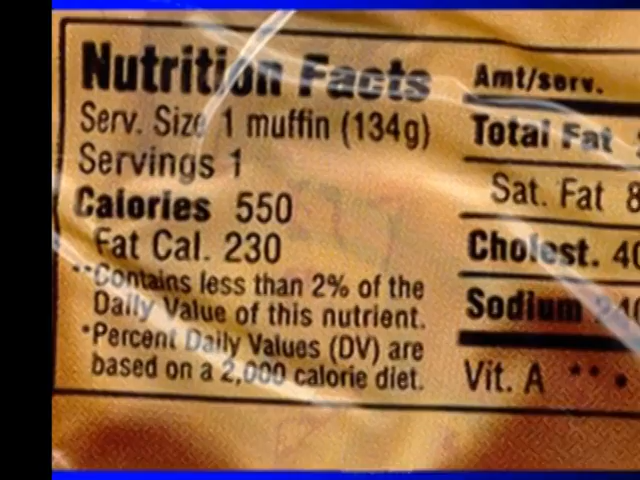 Nutrition Facts
Serv. Size 1 muffin (134g)
Servings 1
Calories 550
Fat Cal. 230
**Contains less than 2% of the
Daily Value of this nutrient.
*Percent Daily Values (DV) are
based on a 2,000 calorie diet.
Amt/serv.
Total Fat
Sat. Fat 8
Cholest. 40
Sodium
Vit. A ** •